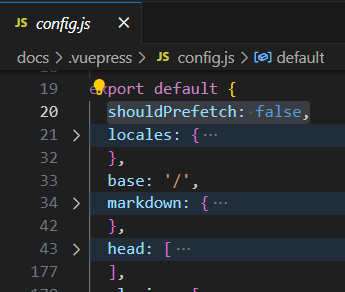 JS config.js ×
docs > .vuepress > JS config.js > default
19 export default {
20 shouldPrefetch: false,
21 > locales: { ···
32 },
33 base: '/',
34 > markdown: { ···
42 },
43 > head: [ ···
177 ],